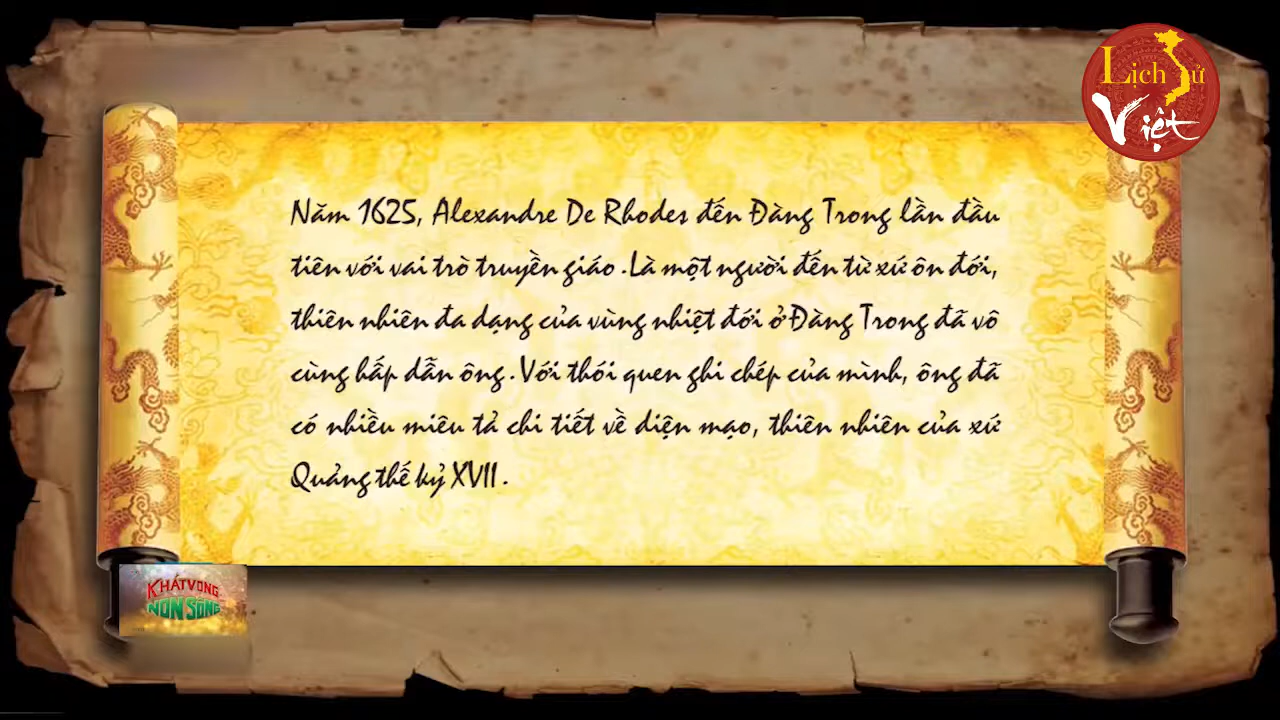 Lịch Sử
Việt
Năm 1625, Alexandre De Rhodes đến Đàng Trong lần đầu
tiên với vai trò truyền giáo . Là một người đến từ xứ ôn đới,
thiên nhiên đa dạng của vùng nhiệt đới ở Đàng Trong đã vô
cùng hấp dẫn ông . Với thói quen ghi chép của mình, ông đã
có nhiều miêu tả chi tiết về diện mạo, thiên nhiên của xứ
Quảng thế kỷ XVII .
KHÁT VỌNG
NON SÔNG